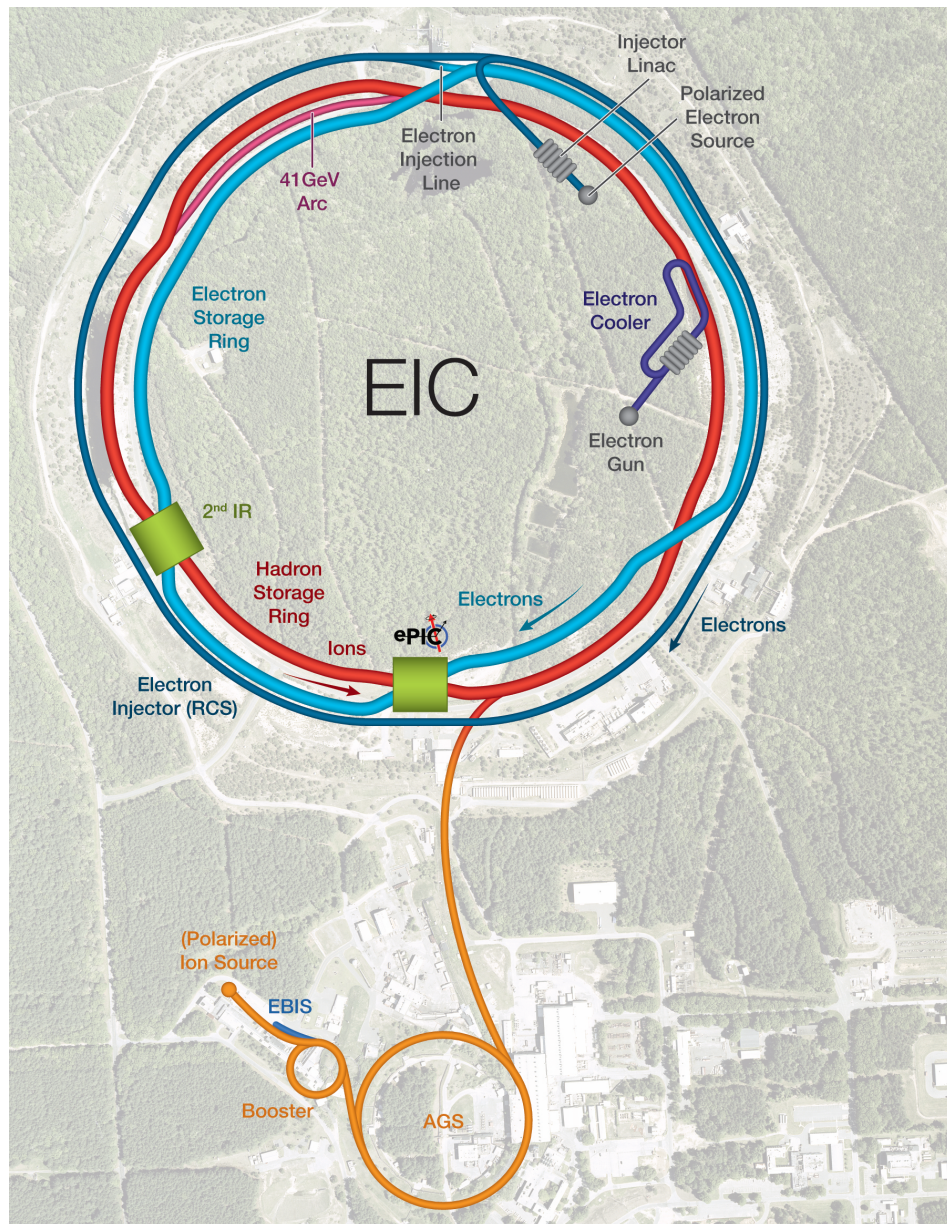 Injector
Linac
Polarized
Electron
Source
Electron
Injection
Line
41GeV
Arc
Electron
Storage
Ring
Electron
Cooler
EIC
Electron
Gun
2nd IR
Hadron
Storage
Ring
Electrons
Electrons
ePIC
Ions
Electron
Injector (RCS)
(Polarized)
Ion Source
EBIS
Booster
AGS